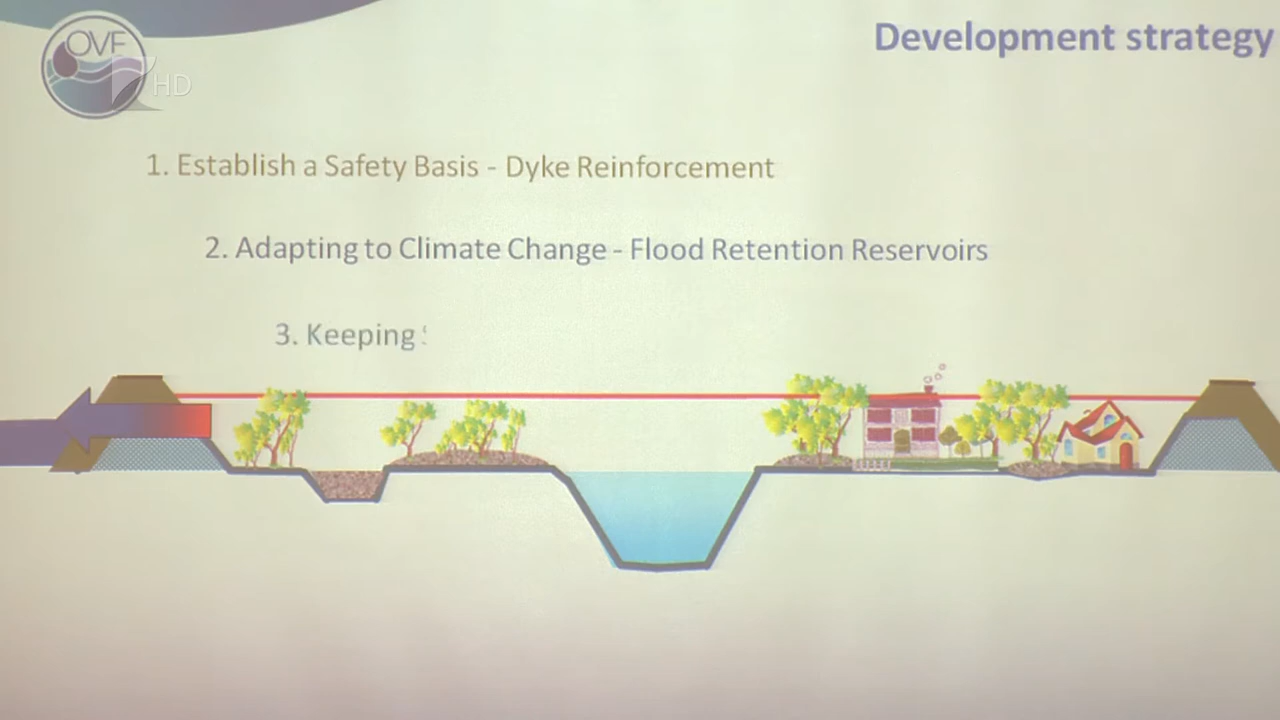 OVF
HD
Development strategy
1. Establish a Safety Basis - Dyke Reinforcement
2. Adapting to Climate Change - Flood Retention Reservoirs
3. Keeping